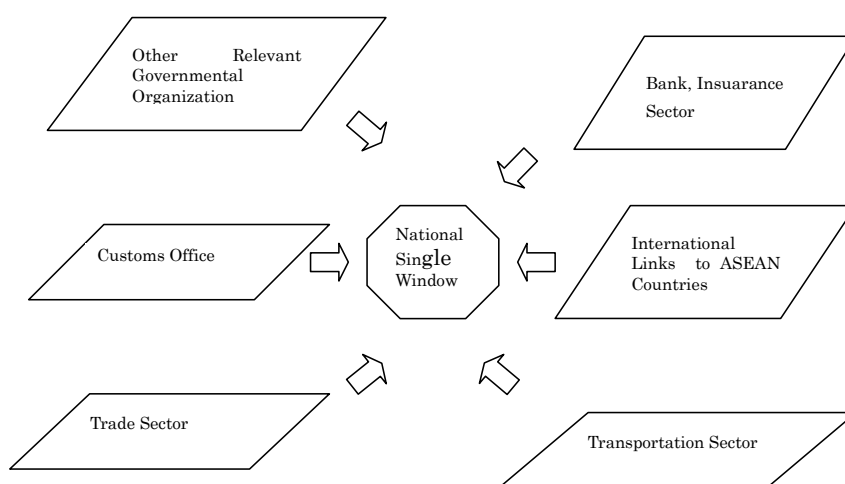 Other Relevant
Governmental
Organization
Bank, Insuarance
Sector
Customs Office
National
Single
Window
International
Links to ASEAN
Countries
Trade Sector
Transportation Sector